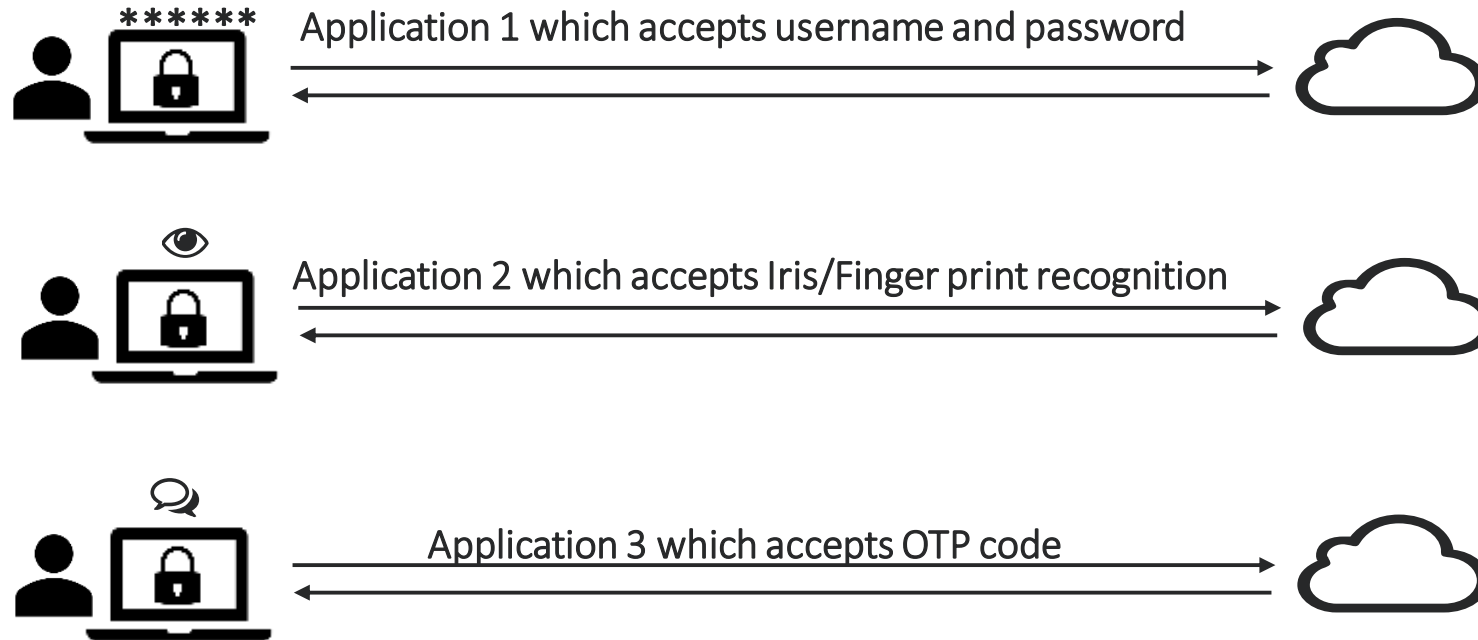 ******
Application 1 which accepts username and password
Application 2 which accepts Iris/Finger print recognition
Application 3 which accepts OTP code